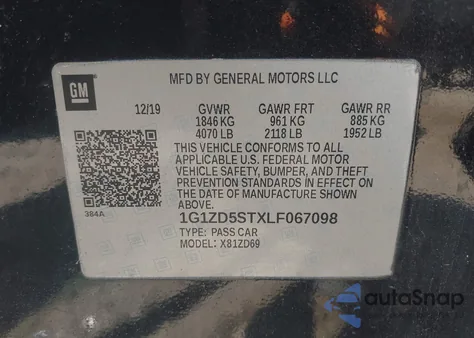 GM
MFD BY GENERAL MOTORS LLC
12/19 GVWR GAWR FRT GAWR RR
1846 KG 961 KG 885 KG
4070 LB 2118 LB 1952 LB
THIS VEHICLE CONFORMS TO ALL
APPLICABLE U.S. FEDERAL MOTOR
VEHICLE SAFETY, BUMPER, AND THEFT
PREVENTION STANDARDS IN EFFECT ON
THE DATE OF MANUFACTURE SHOWN
ABOVE.
384A
1G1ZD5STXLF067098
TYPE: PASS CAR
MODEL: X81ZD69
autoSnap